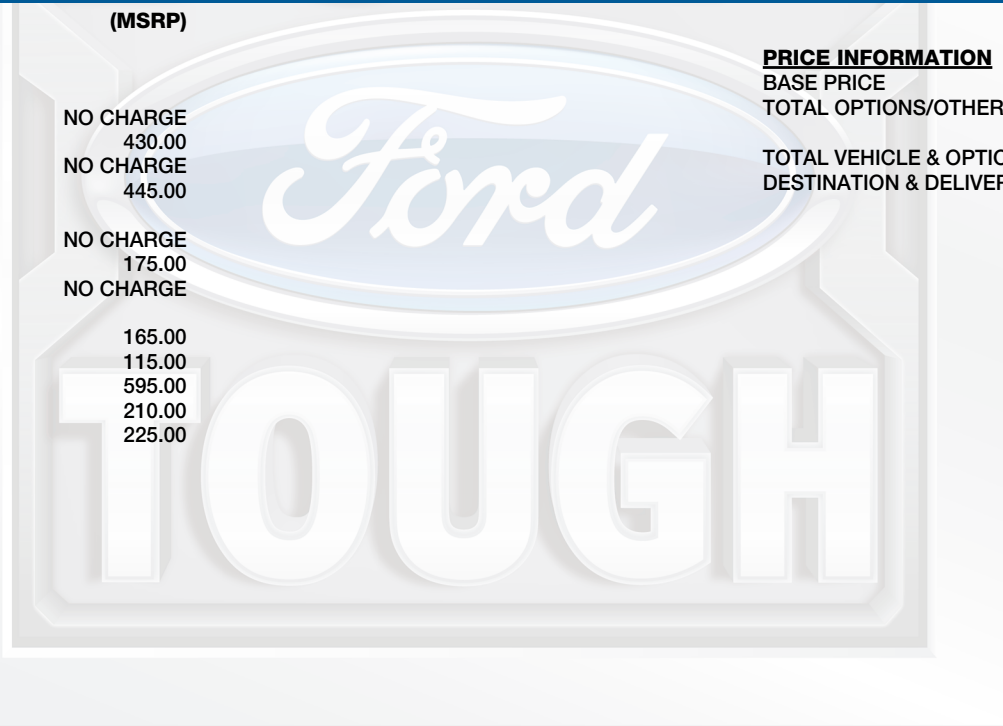 (MSRP)
NO CHARGE
430.00
NO CHARGE
445.00
NO CHARGE
175.00
NO CHARGE
165.00
115.00
595.00
210.00
225.00
PRICE INFORMATION
BASE PRICE
TOTAL OPTIONS/OTHER
TOTAL VEHICLE & OPTIO
DESTINATION & DELIVER
Ford
TOUGH